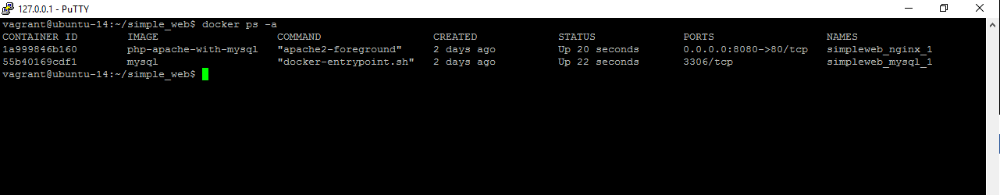 127.0.0.1 - PuTTY
vagrant@ubuntu-14:~/simple_web$ docker ps -a
CONTAINER ID        IMAGE                   COMMAND                  CREATED             STATUS              PORTS                  NAMES
1a999846b160        php-apache-with-mysql   "apache2-foreground"     2 days ago          Up 20 seconds       0.0.0.0:8080->80/tcp   simpleweb_nginx_1
55b40169cdf1        mysql                   "docker-entrypoint.sh"   2 days ago          Up 22 seconds       3306/tcp               simpleweb_mysql_1
vagrant@ubuntu-14:~/simple_web$